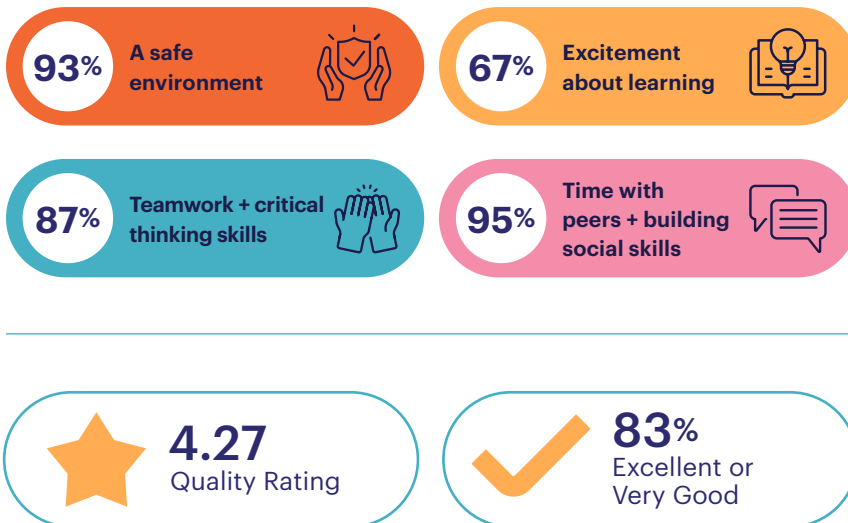 93%
A safe
environment
67%
Excitement
about learning
87%
Teamwork + critical
thinking skills
95%
Time with
peers + building
social skills
4.27
Quality Rating
83%
Excellent or
Very Good